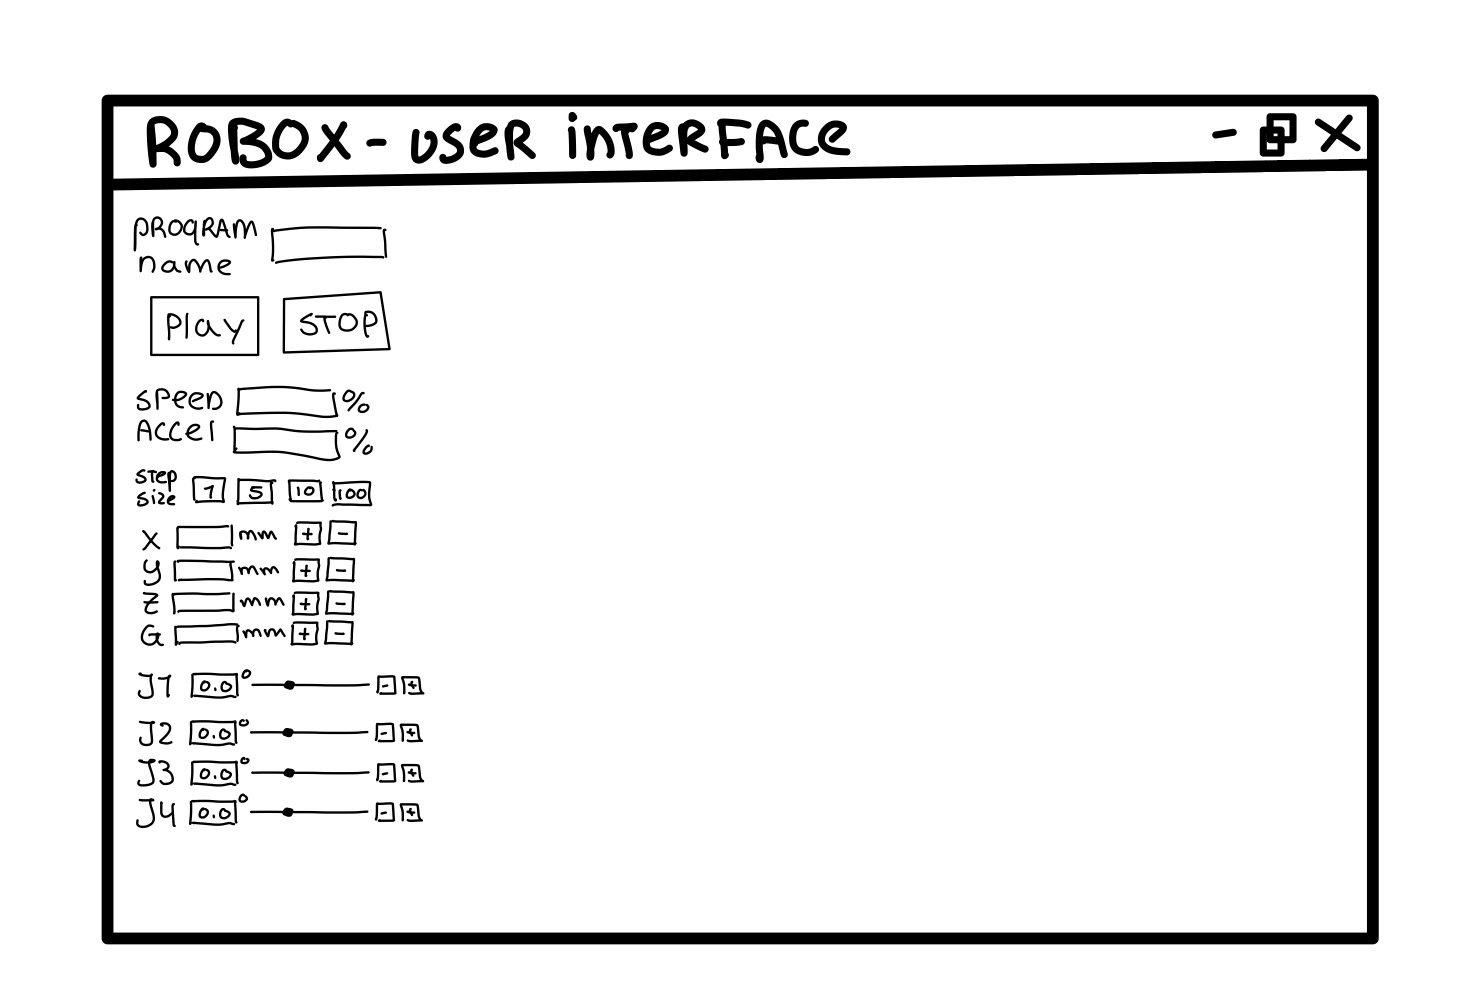 ROBOX - USER INTERFACE - X
PROGRAM
name
Play STOP
SPEED %
Accel %
STEP
size 1 5 10 100
X mm + -
Y mm + -
Z mm + -
G mm + -
J1 0.0° - +
J2 0.0° - +
J3 0.0° - +
J4 0.0° - +